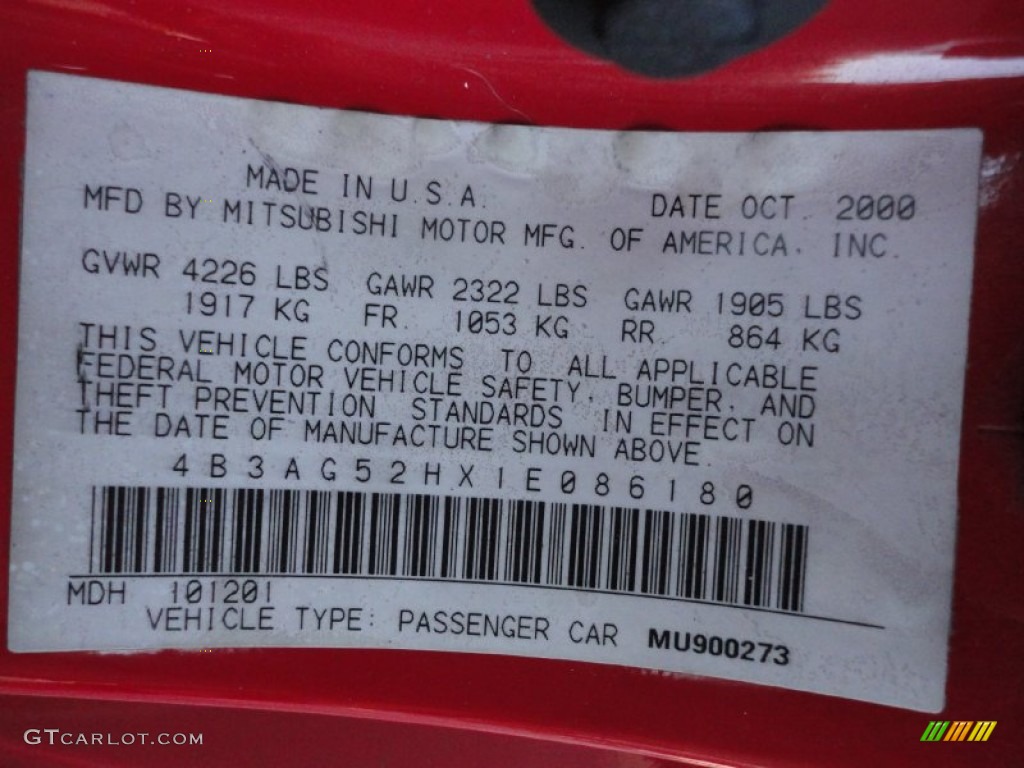 MADE IN U.S.A. DATE OCT. 2000
MFD BY MITSUBISHI MOTOR MFG. OF AMERICA. INC.
GVWR 4226 LBS GAWR 2322 LBS GAWR 1905 LBS
1917 KG FR. 1053 KG RR 864 KG
THIS VEHICLE CONFORMS TO ALL APPLICABLE
FEDERAL MOTOR VEHICLE SAFETY, BUMPER, AND
THEFT PREVENTION STANDARDS IN EFFECT ON
THE DATE OF MANUFACTURE SHOWN ABOVE.
4B3AG52HX1E086180
MDH 101201
VEHICLE TYPE: PASSENGER CAR MU900273
GTCARLOT.COM